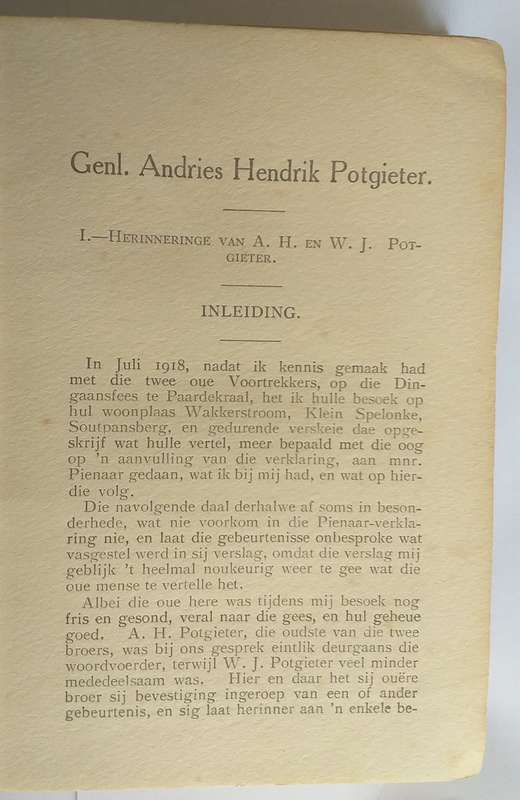 Genl. Andries Hendrik Potgieter.
I.—Herinneringe van A. H. en W. J. Pot-
gieter.
INLEIDING.
In Juli 1918, nadat ik kennis gemaak had
met die twee oue Voortrekkers, op die Din-
gaansfees te Paardekraal, het ik hulle besoek op
hul woonplaas Wakkerstroom, Klein Spelonke,
Soutpansberg, en gedurende verskeie dae opge-
skrijf wat hulle vertel, meer bepaald met die oog
op 'n aanvulling van die verklaring, aan mnr.
Pienaar gedaan, wat ik bij mij had, en wat op hier-
die volg.
Die navolgende daal derhalwe af soms in beson-
derhede, wat nie voorkom in die Pienaar-verkla-
ring nie, en laat die gebeurtenisse onbesproke wat
vasgestel werd in sij verslag, omdat die verslag mij
geblijk 't heelmal noukeurig weer te gee wat die
oue mense te vertelle het.
Albei die oue here was tijdens mij besoek nog
fris en gesond, veral naar die gees, en hul geheue
goed. A. H. Potgieter, die oudste van die twee
broers, was bij ons gesprek eintlik deurgaans die
woordvoerder, terwijl W. J. Potgieter veel minder
mededeelsaam was. Hier en daar het sij ouëre
broer sij bevestiging ingeroep van een of ander
gebeurtenis, en sig laat herinner aan 'n enkele be-